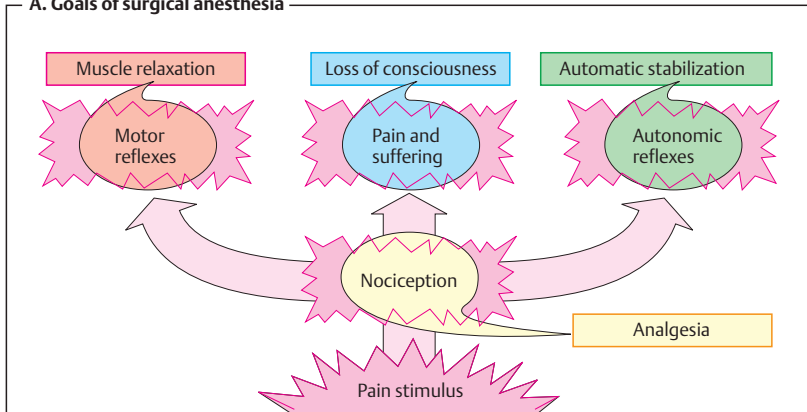 A. Goals of surgical anesthesia
Muscle relaxation
Loss of consciousness
Automatic stabilization
Motor
reflexes
Pain and
suffering
Autonomic
reflexes
Nociception
Analgesia
Pain stimulus